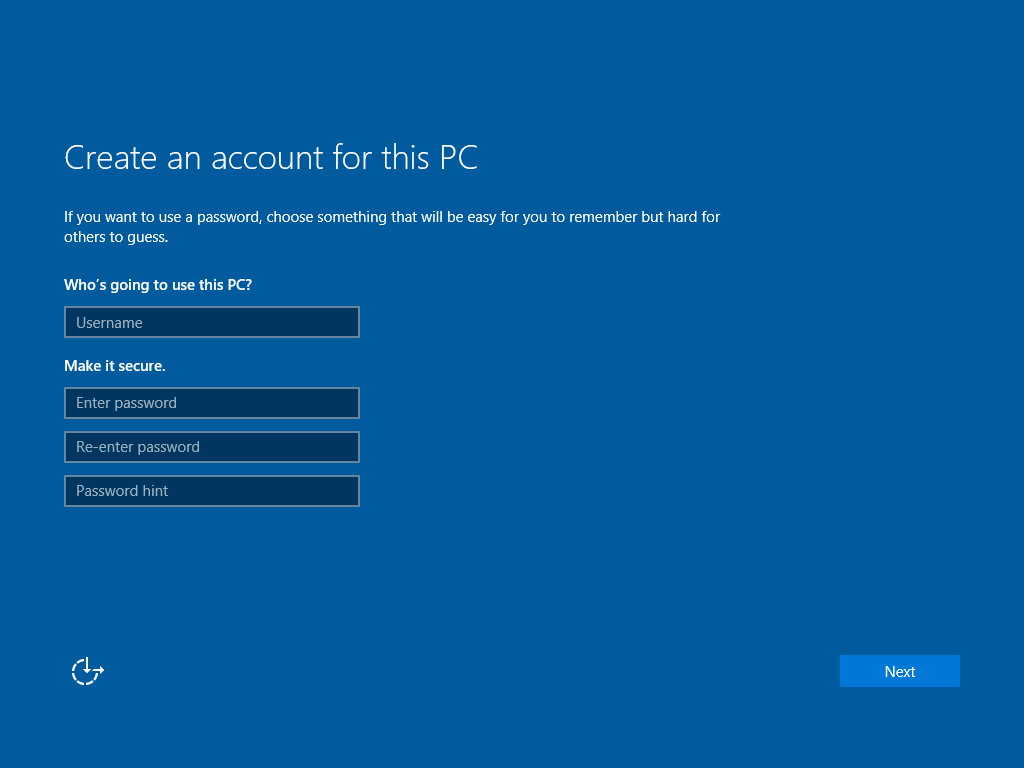 Create an account for this PC
If you want to use a password, choose something that will be easy for you to remember but hard for
others to guess.
Who's going to use this PC?
Username
Make it secure.
Enter password
Re-enter password
Password hint
Next